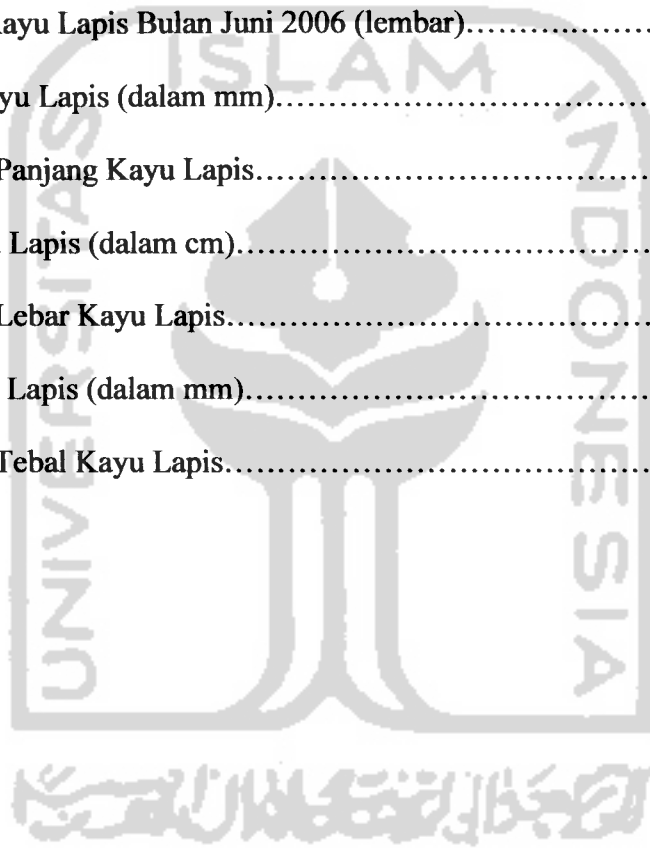 ayu Lapis Bulan Juni 2006 (lembar)..................
yu Lapis (dalam mm)....................................
Panjang Kayu Lapis.......................................
Lapis (dalam cm)..........................................
Lebar Kayu Lapis...........................................
Lapis (dalam mm)..........................................
Tebal Kayu Lapis...........................................
ISLAM
UNIVERSITAS
INDONESIA